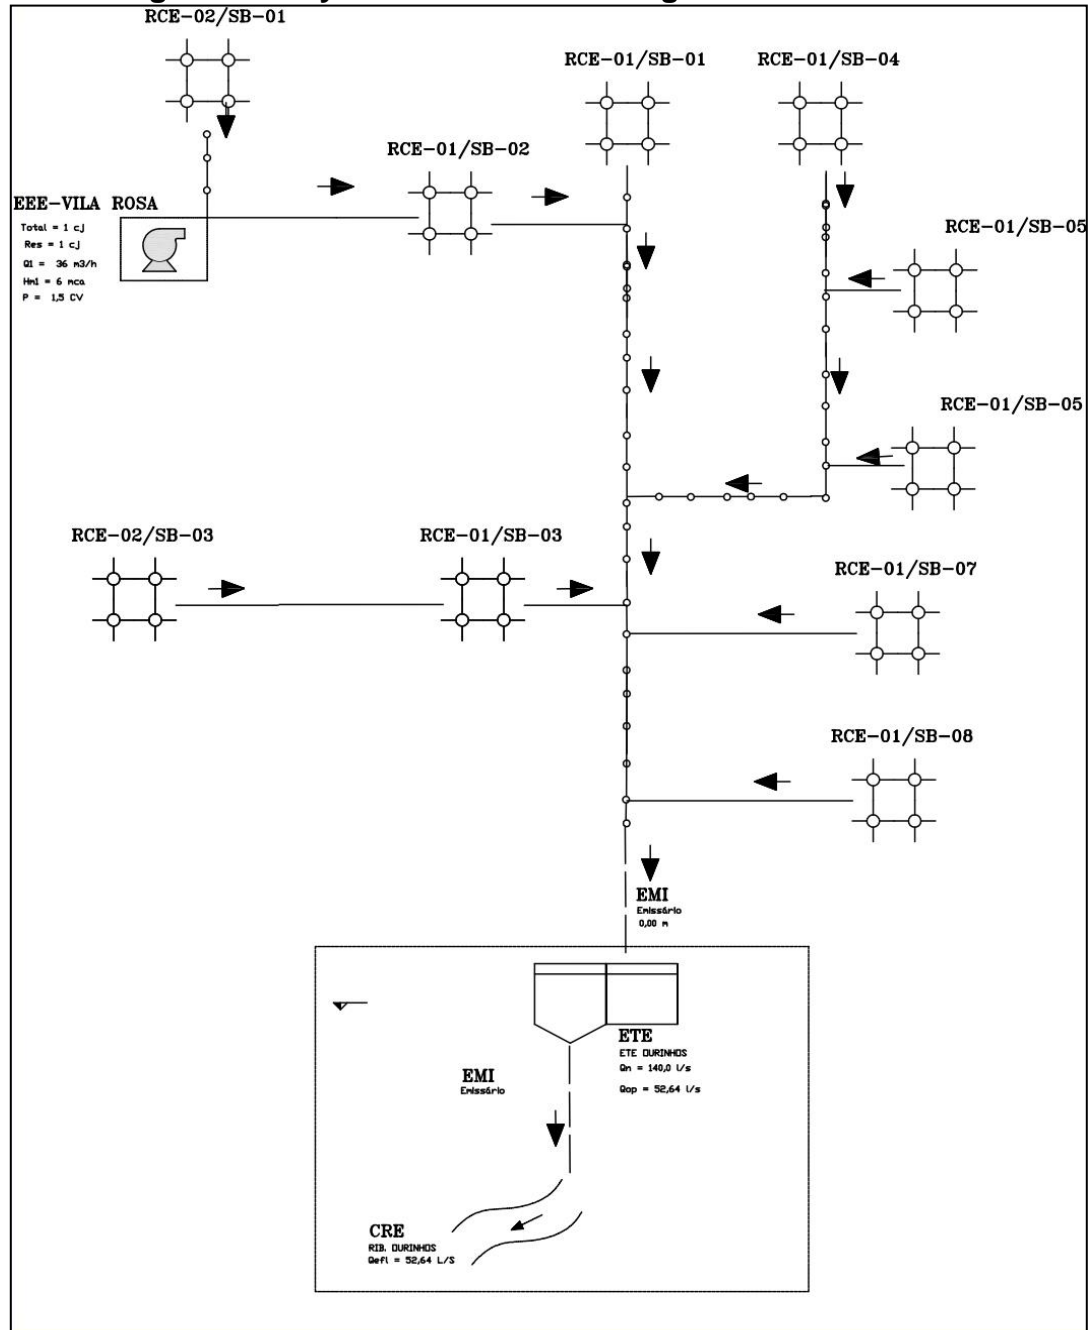 RCE-02/SB-01
RCE-01/SB-01
RCE-01/SB-04
RCE-01/SB-02
EEE-VILA ROSA
Total = 1 cj
Res = 1 cj
Q1 = 36 m3/h
Hm1 = 6 mca
P = 1,5 CV
RCE-01/SB-05
RCE-01/SB-05
RCE-02/SB-03
RCE-01/SB-03
RCE-01/SB-07
RCE-01/SB-08
EMI
Emissário
0,00 m
ETE
ETE OURINHOS
Qn = 140,0 l/s
Qop = 52,64 l/s
EMI
Emissário
CRE
RIB. OURINHOS
Qefl = 52,64 L/S